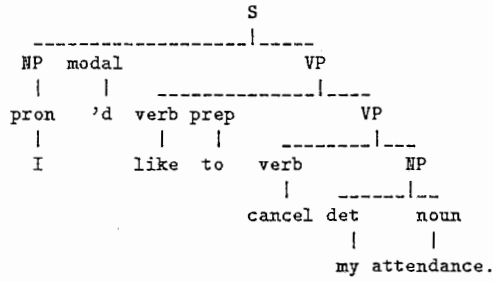 S
NP modal VP
pron 'd verb prep VP
I like to verb NP
cancel det noun
my attendance.